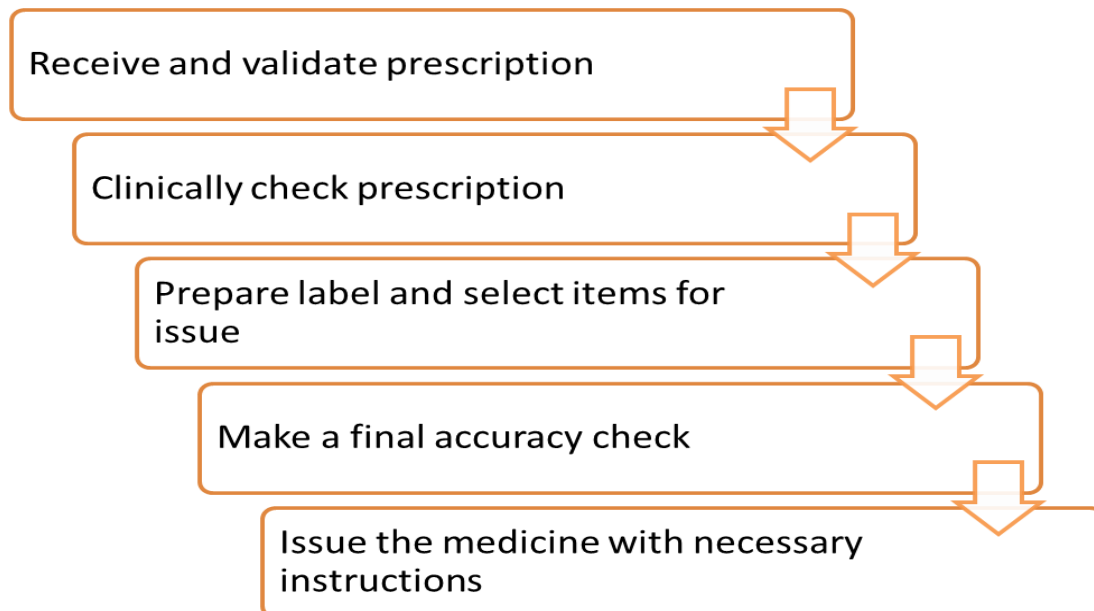 Receive and validate prescription
Clinically check prescription
Prepare label and select items for
issue
Make a final accuracy check
Issue the medicine with necessary
instructions